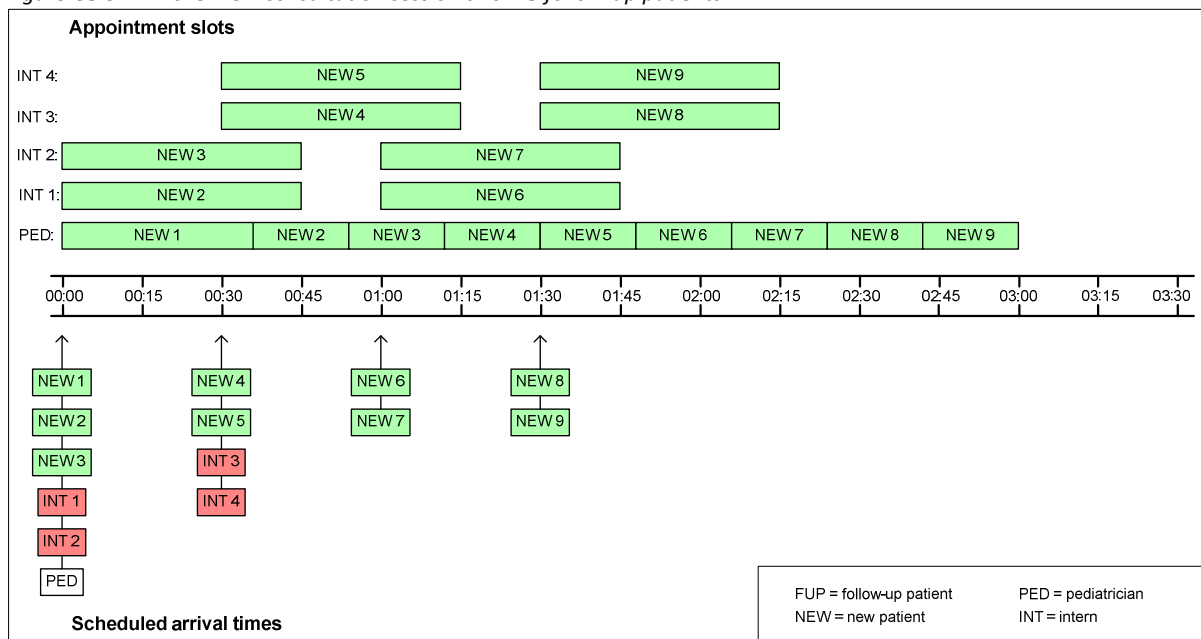 Appointment slots
INT 4: NEW 5 NEW 9
INT 3: NEW 4 NEW 8
INT 2: NEW 3 NEW 7
INT 1: NEW 2 NEW 6
PED: NEW 1 NEW 2 NEW 3 NEW 4 NEW 5 NEW 6 NEW 7 NEW 8 NEW 9
00:00 00:15 00:30 00:45 01:00 01:15 01:30 01:45 02:00 02:15 02:30 02:45 03:00 03:15 03:30
NEW 1 NEW 4 NEW 6 NEW 8
NEW 2 NEW 5 NEW 7 NEW 9
NEW 3 INT 3
INT 1 INT 4
INT 2
PED
FUP = follow-up patient PED = pediatrician
NEW = new patient INT = intern
Scheduled arrival times